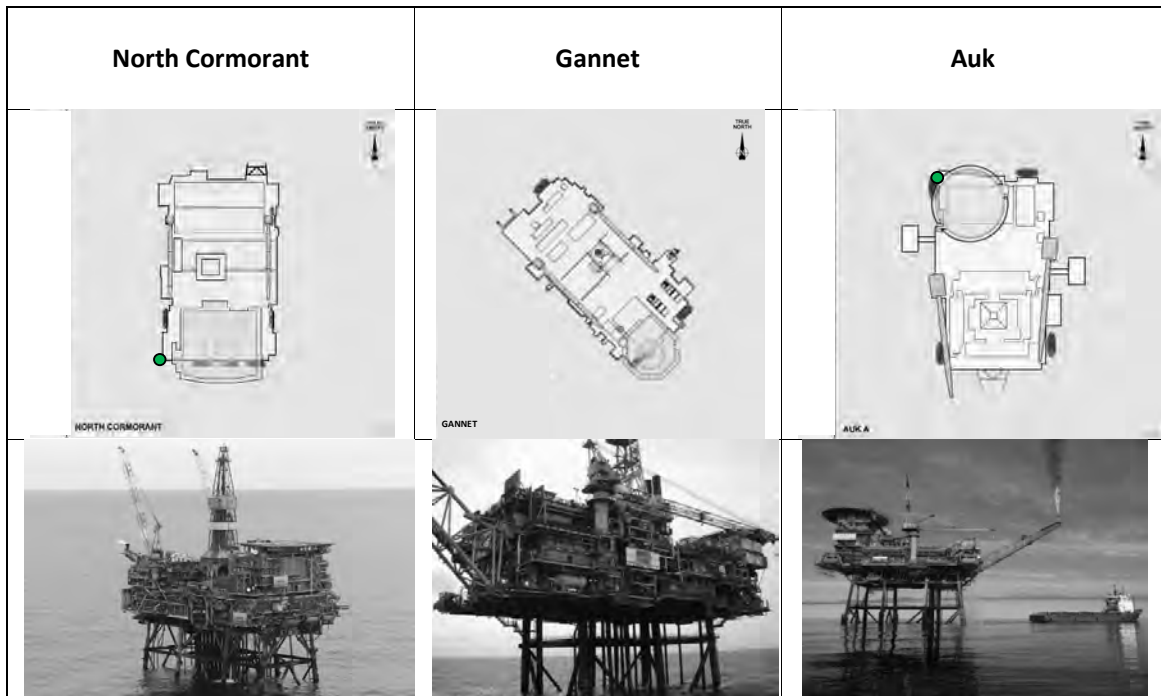 North Cormorant
Gannet
Auk
TRUE
NORTH
NORTH CORMORANT
GANNET
AUK A